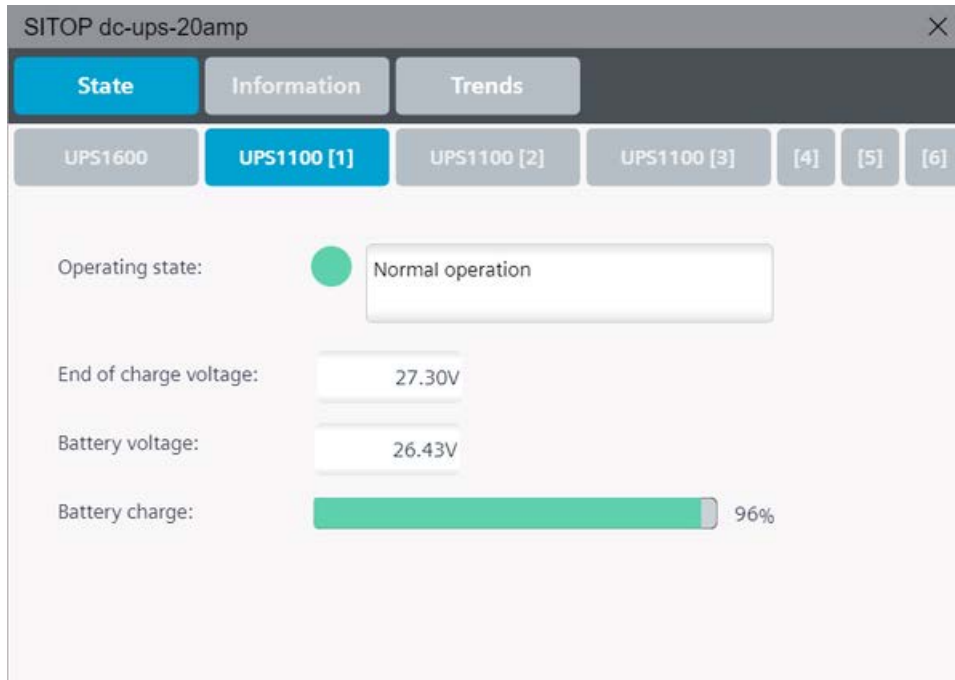 SITOP dc-ups-20amp
State Information Trends
UPS1600 UPS1100 [1] UPS1100 [2] UPS1100 [3] [4] [5] [6]
Operating state: Normal operation
End of charge voltage: 27.30V
Battery voltage: 26.43V
Battery charge: 96%